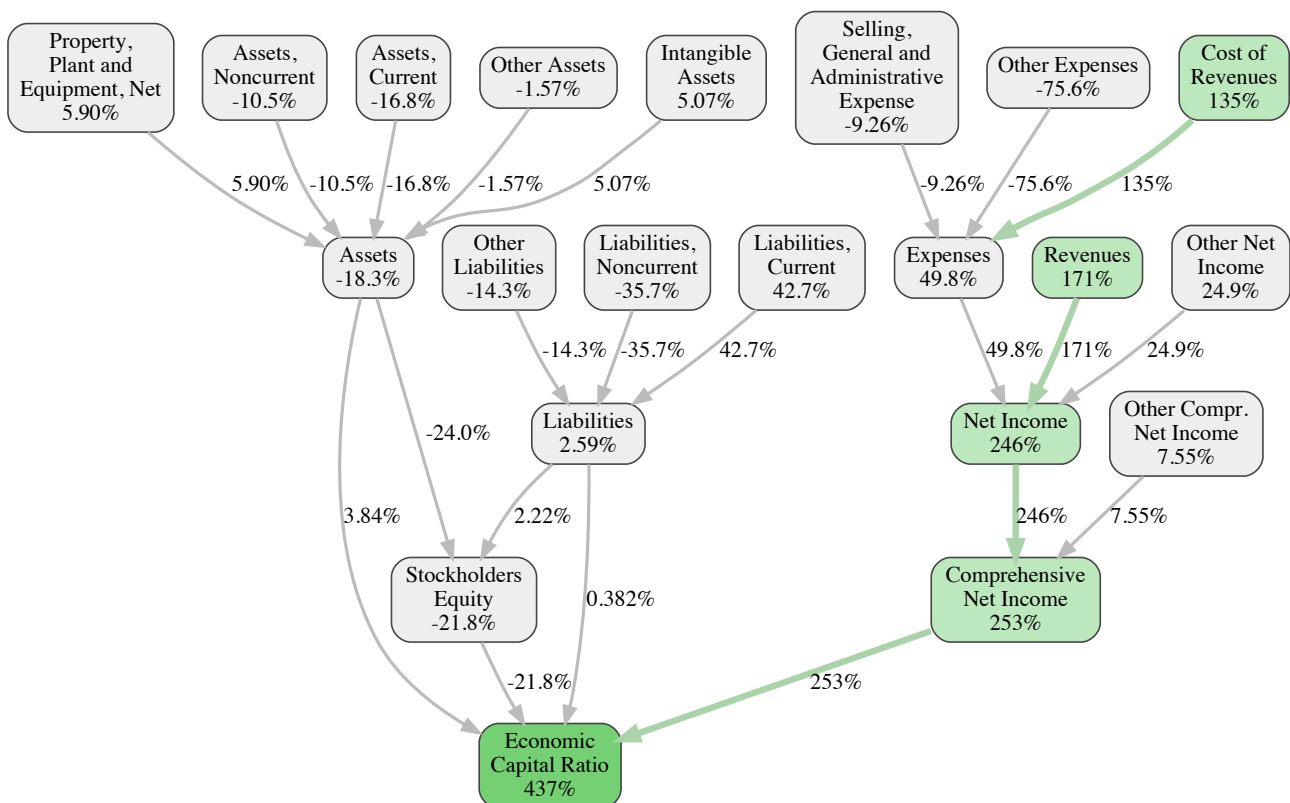 Property,
Plant and
Equipment, Net
5.90%
Assets,
Noncurrent
-10.5%
Assets,
Current
-16.8%
Other Assets
-1.57%
Intangible
Assets
5.07%
Selling,
General and
Administrative
Expense
-9.26%
Other Expenses
-75.6%
Cost of
Revenues
135%
5.90%
-10.5%
-16.8%
-1.57%
5.07%
-9.26%
-75.6%
135%
Assets
-18.3%
Other
Liabilities
-14.3%
Liabilities,
Noncurrent
-35.7%
Liabilities,
Current
42.7%
Expenses
49.8%
Revenues
171%
Other Net
Income
24.9%
-14.3%
-35.7%
42.7%
49.8%
171%
24.9%
-24.0%
Liabilities
2.59%
Net Income
246%
Other Compr.
Net Income
7.55%
3.84%
2.22%
0.382%
246%
7.55%
Stockholders
Equity
-21.8%
Comprehensive
Net Income
253%
-21.8%
253%
Economic
Capital Ratio
437%